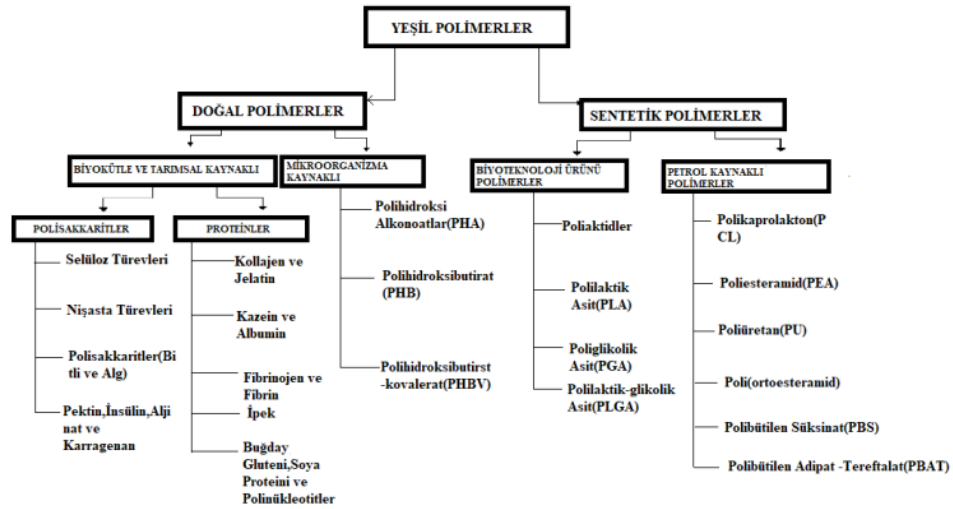 YEŞİL POLİMERLER
DOĞAL POLİMERLER
SENTETİK POLİMERLER
BİYOKÜTLE VE TARIMSAL KAYNAKLI
MİKROORGANİZMA
KAYNAKLI
BİYOTEKNOLOJİ ÜRÜNÜ
POLİMERLER
PETROL KAYNAKLI
POLİMERLER
POLİSAKKARİTLER
Selüloz Türevleri
Nişasta Türevleri
Polisakkaritler(Bi
tli ve Alg)
Pektin,İnsülin,Alji
nat ve
Karragenan
PROTEİNLER
Kollajen ve
Jelatin
Kazein ve
Albumin
Fibrinojen ve
Fibrin
İpek
Buğday
Gluteni,Soya
Proteini ve
Polinükleotitler
Polihidroksi
Alkonoatlar(PHA)
Polihidroksibutirat
(PHB)
Polihidroksibutirst
-kovalerat(PHBV)
Poliaktidler
Polilaktik
Asit(PLA)
Poliglikolik
Asit(PGA)
Polilaktik-glikolik
Asit(PLGA)
Polikaprolakton(P
CL)
Poliesteramid(PEA)
Poliüretan(PU)
Poli(ortoesteramid)
Polibütilen Süksinat(PBS)
Polibütilen Adipat -Tereftalat(PBAT)